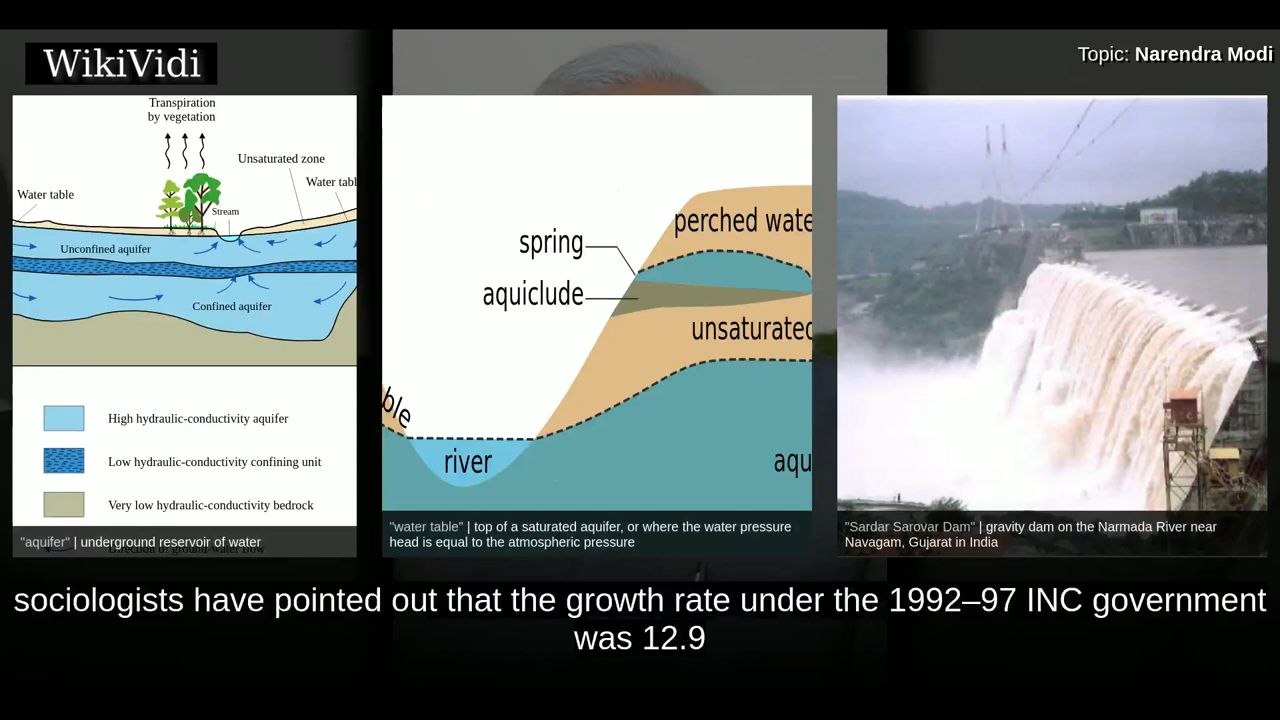 WikiVidi
Topic: Narendra Modi
Transpiration
by vegetation
Unsaturated zone
Water table
Stream
Unconfined aquifer
Confined aquifer
High hydraulic-conductivity aquifer
Low hydraulic-conductivity confining unit
Very low hydraulic-conductivity bedrock
Direction of ground-water flow
"aquifer" | underground reservoir of water
perched wate
spring
aquiclude
unsaturated
ble
river
aqu
"water table" | top of a saturated aquifer, or where the water pressure
head is equal to the atmospheric pressure
"Sardar Sarovar Dam" | gravity dam on the Narmada River near
Navagam, Gujarat in India
sociologists have pointed out that the growth rate under the 1992–97 INC government
was 12.9